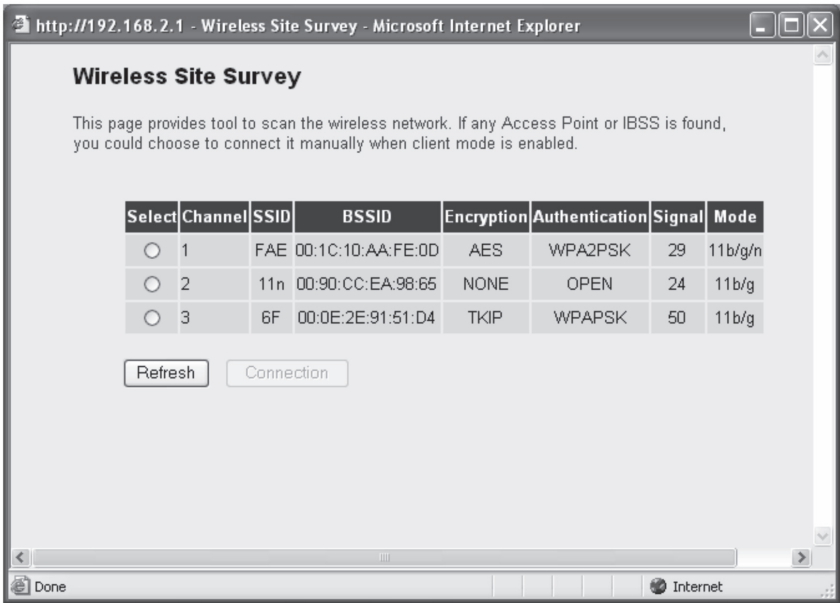 http://192.168.2.1 - Wireless Site Survey - Microsoft Internet Explorer
Wireless Site Survey
This page provides tool to scan the wireless network. If any Access Point or IBSS is found,
you could choose to connect it manually when client mode is enabled.
Select Channel SSID BSSID Encryption Authentication Signal Mode
1 FAE 00:1C:10:AA:FE:0D AES WPA2PSK 29 11b/g/n
2 11n 00:90:CC:EA:98:65 NONE OPEN 24 11b/g
3 6F 00:0E:2E:91:51:D4 TKIP WPAPSK 50 11b/g
Refresh Connection
Done Internet